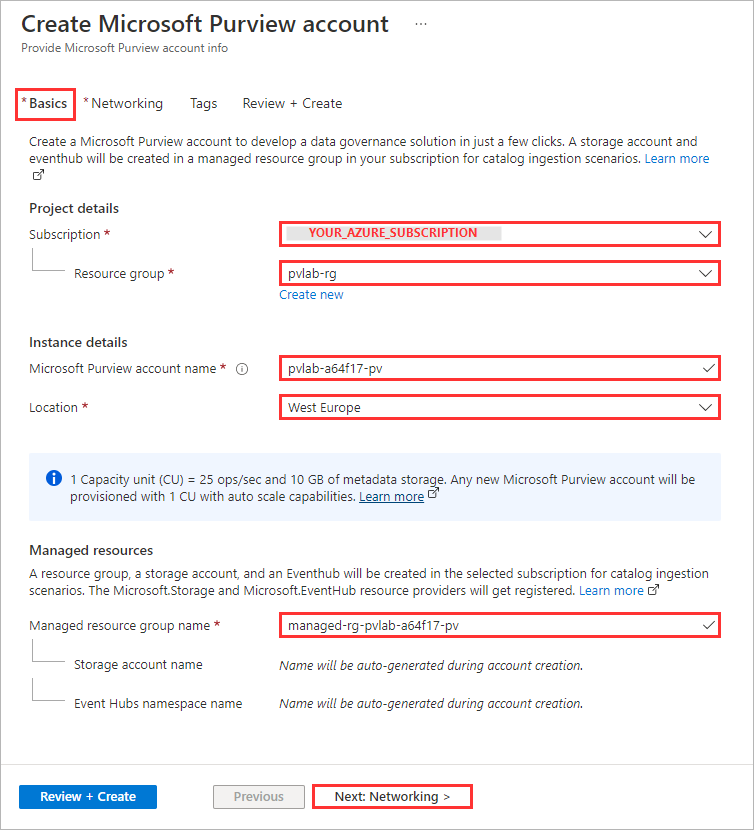 Create Microsoft Purview account ...
Provide Microsoft Purview account info
* Basics * Networking Tags Review + Create
Create a Microsoft Purview account to develop a data governance solution in just a few clicks. A storage account and
eventhub will be created in a managed resource group in your subscription for catalog ingestion scenarios. Learn more
Project details
Subscription * YOUR_AZURE_SUBSCRIPTION
Resource group * pvlab-rg
Create new
Instance details
Microsoft Purview account name * pvlab-a64f17-pv
Location * West Europe
1 Capacity unit (CU) = 25 ops/sec and 10 GB of metadata storage. Any new Microsoft Purview account will be
provisioned with 1 CU with auto scale capabilities. Learn more
Managed resources
A resource group, a storage account, and an Eventhub will be created in the selected subscription for catalog ingestion
scenarios. The Microsoft.Storage and Microsoft.EventHub resource providers will get registered. Learn more
Managed resource group name * managed-rg-pvlab-a64f17-pv
Storage account name Name will be auto-generated during account creation.
Event Hubs namespace name Name will be auto-generated during account creation.
Review + Create Previous Next: Networking >